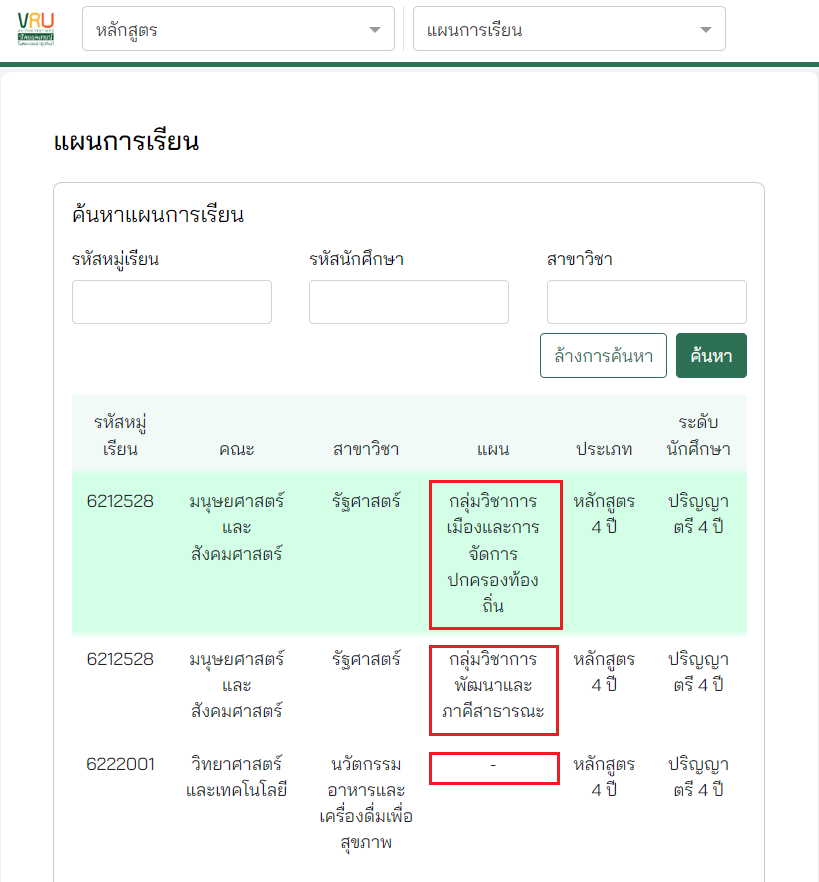 VRU
หลักสูตร
แผนการเรียน
แผนการเรียน
ค้นหาแผนการเรียน
รหัสหมู่เรียน
รหัสนักศึกษา
สาขาวิชา
ล้างการค้นหา
ค้นหา
รหัสหมู่
เรียน
คณะ
สาขาวิชา
แผน
ประเภท
ระดับ
นักศึกษา
6212528
มนุษยศาสตร์
และ
สังคมศาสตร์
รัฐศาสตร์
กลุ่มวิชาการ
เมืองและการ
จัดการ
ปกครองท้อง
ถิ่น
หลักสูตร
4 ปี
ปริญญา
ตรี 4 ปี
6212528
มนุษยศาสตร์
และ
สังคมศาสตร์
รัฐศาสตร์
กลุ่มวิชาการ
พัฒนาและ
ภาคีสาธารณะ
หลักสูตร
4 ปี
ปริญญา
ตรี 4 ปี
6222001
วิทยาศาสตร์
และเทคโนโลยี
นวัตกรรม
อาหารและ
เครื่องดื่มเพื่อ
สุขภาพ
-
หลักสูตร
4 ปี
ปริญญา
ตรี 4 ปี